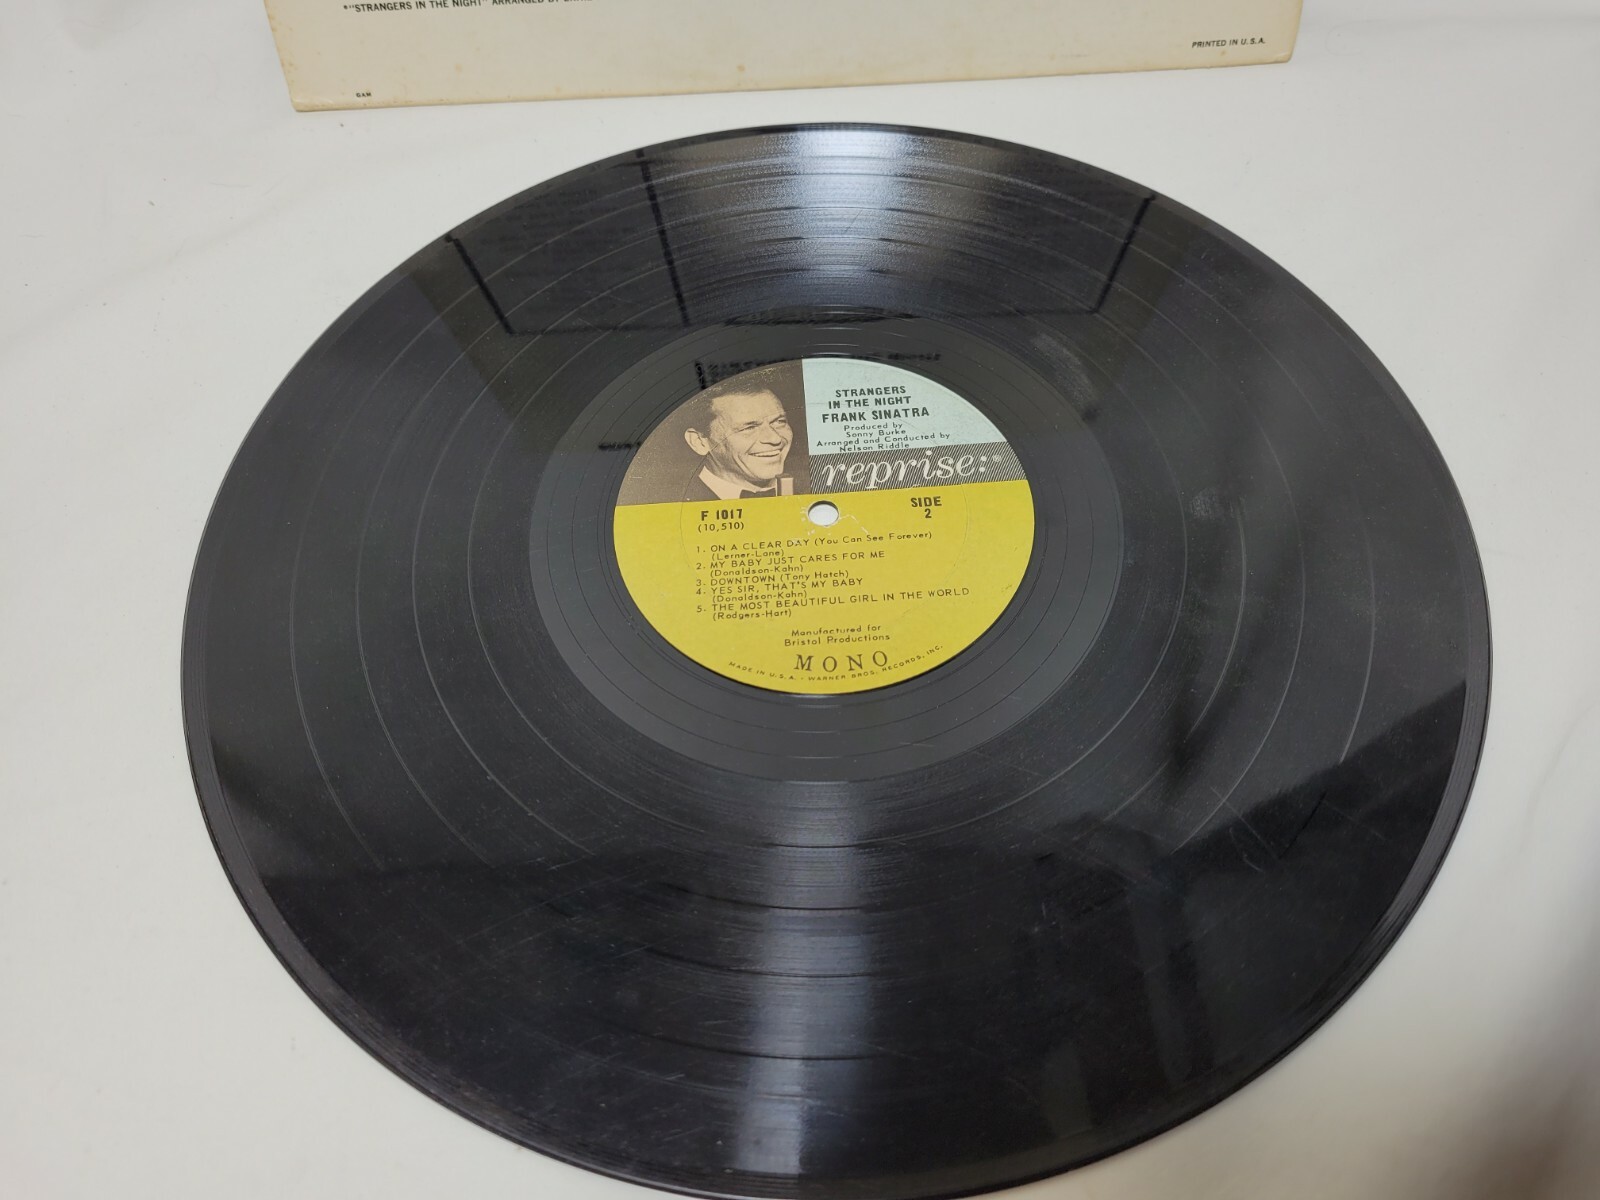 *"STRANGERS IN THE NIGHT" ARRANGED BY
PRINTED IN U.S.A.
G&M
STRANGERS
IN THE NIGHT
FRANK SINATRA
Produced by
Sonny Burke
Arranged and Conducted by
Nelson Riddle
reprise:
F 1017
(10,510)
SIDE
2
1. ON A CLEAR DAY (You Can See Forever)
(Lerner-Lane)
2. MY BABY JUST CARES FOR ME
(Donaldson-Kahn)
3. DOWNTOWN (Tony Hatch)
4. YES SIR, THAT'S MY BABY
(Donaldson-Kahn)
5. THE MOST BEAUTIFUL GIRL IN THE WORLD
(Rodgers-Hart)
Manufactured for
Bristol Productions
MONO
MADE IN U.S.A. - WARNER BROS. RECORDS, INC.